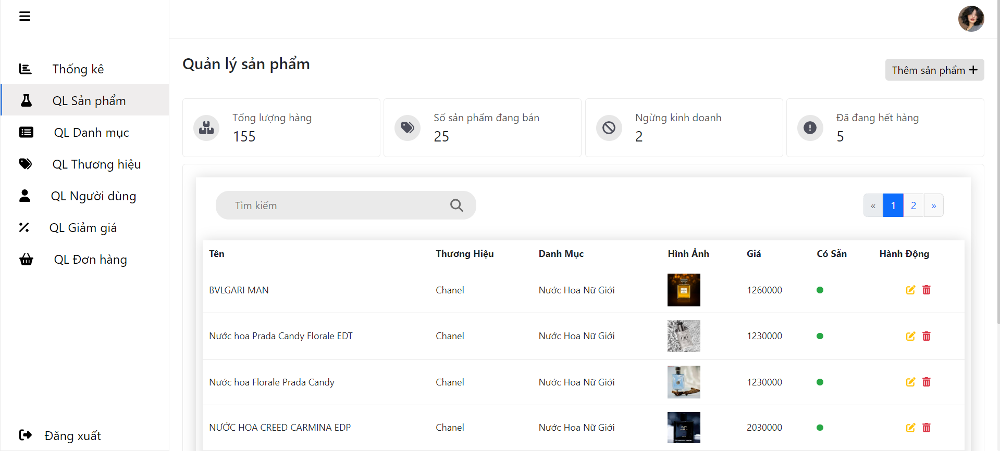 Thống kê
QL Sản phẩm
QL Danh mục
QL Thương hiệu
QL Người dùng
QL Giảm giá
QL Đơn hàng
Đăng xuất
Quản lý sản phẩm
Thêm sản phẩm
Tổng lượng hàng
155
Số sản phẩm đang bán
25
Ngừng kinh doanh
2
Đã đang hết hàng
5
Tìm kiếm
« 1 2 »
Tên Thương Hiệu Danh Mục Hình Ảnh Giá Có Sẵn Hành Động
BVLGARI MAN Chanel Nước Hoa Nữ Giới 1260000
Nước hoa Prada Candy Florale EDT Chanel Nước Hoa Nữ Giới 1230000
Nước hoa Florale Prada Candy Chanel Nước Hoa Nữ Giới 1230000
NƯỚC HOA CREED CARMINA EDP Chanel Nước Hoa Nữ Giới 2030000